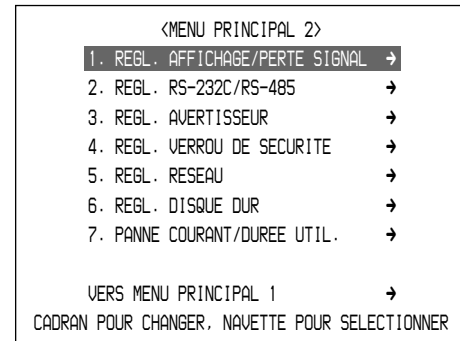 <MENU PRINCIPAL 2>
1. REGL. AFFICHAGE/PERTE SIGNAL →
2. REGL. RS-232C/RS-485 →
3. REGL. AVERTISSEUR →
4. REGL. VERROU DE SECURITE →
5. REGL. RESEAU →
6. REGL. DISQUE DUR →
7. PANNE COURANT/DUREE UTIL. →
VERS MENU PRINCIPAL 1 →
CADRAN POUR CHANGER, NAVETTE POUR SELECTIONNER